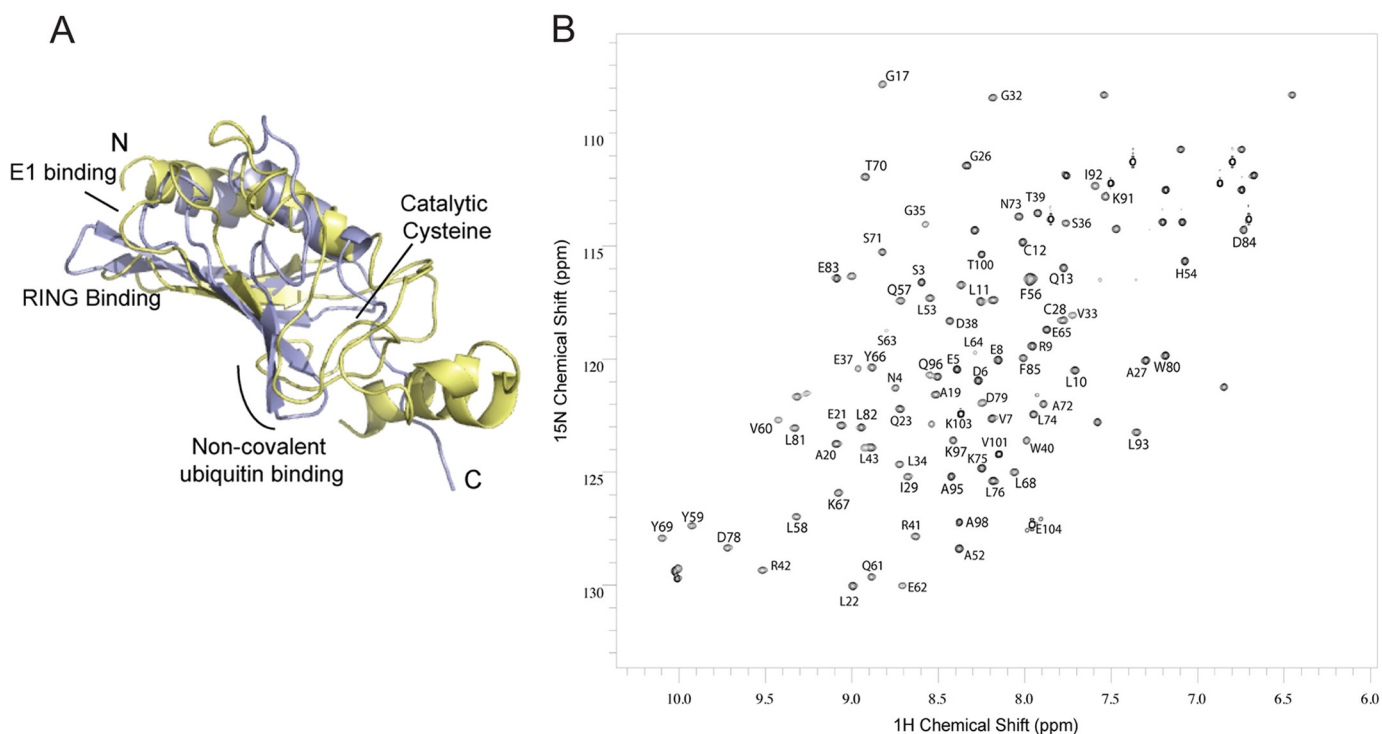 A
N
E1 binding
RING Binding
Catalytic
Cysteine
Non-covalent
ubiquitin binding
C
B
G17
G32
110
G26
T70
I92
K91
N73
T39
G35
S36
D84
S71
C12
115
T100
H54
E83
S3
Q13
Q57
L11
F56
L53
C28
V33
D38
E65
S63
L64
R9
E8
120
E37
Y66
Q96
E5
F85
W80
A27
D6
L10
N4
A19
D79
A72
Q23
V7
L74
E21
L82
K103
V60
L81
V101
W40
L93
A20
L43
K97
K75
125
L34
I29
A95
L76
L68
K67
Y59
L58
A98
E104
Y69
D78
R41
A52
R42
Q61
E62
130
L22
15N Chemical Shift (ppm)
10.0
9.5
9.0
8.5
8.0
7.5
7.0
6.5
6.0
1H Chemical Shift (ppm)